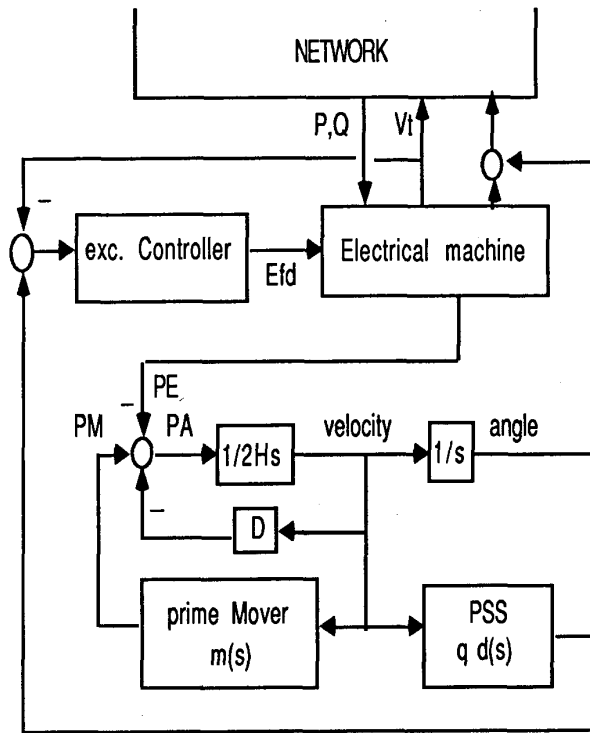 NETWORK
P,Q
Vt
–
exc. Controller
Efd
Electrical machine
PE
–
PM
PA
1/2Hs
velocity
1/s
angle
–
D
prime Mover
m(s)
PSS
q d(s)